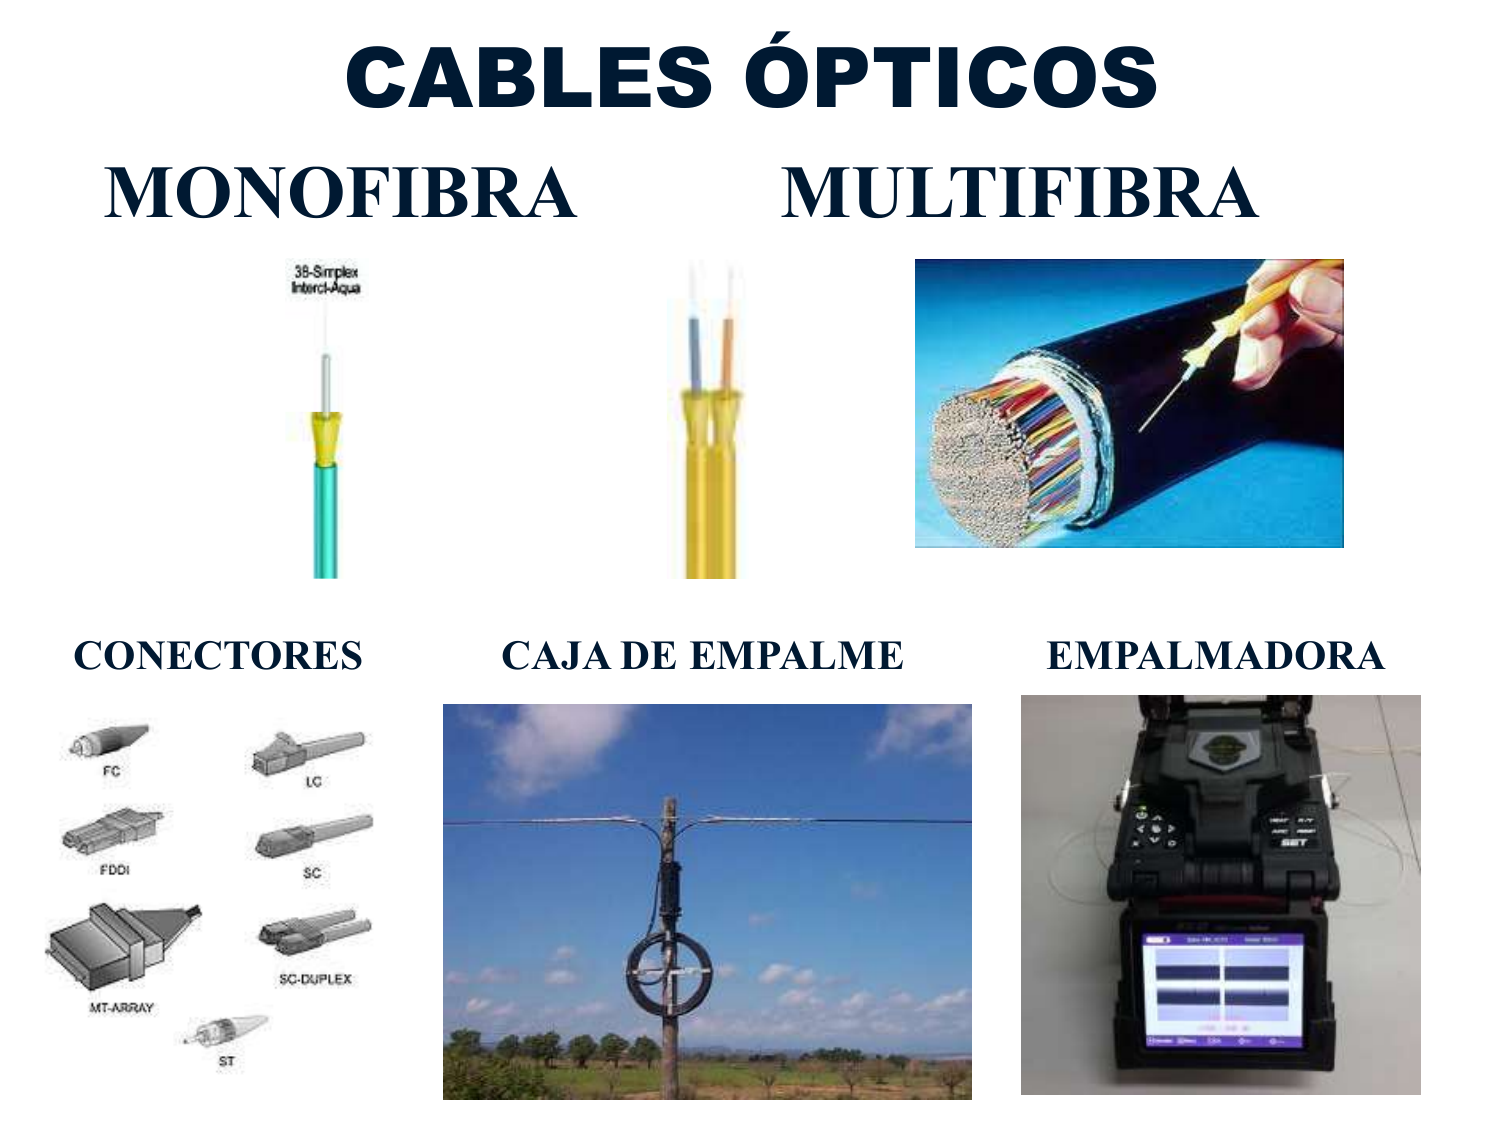 CABLES ÓPTICOS
MONOFIBRA
MULTIFIBRA
38-Simplex
Intercl-Aqua
CONECTORES
CAJA DE EMPALME
EMPALMADORA
FC
LC
FDDI
SC
MT-ARRAY
SC-DUPLEX
ST
SET